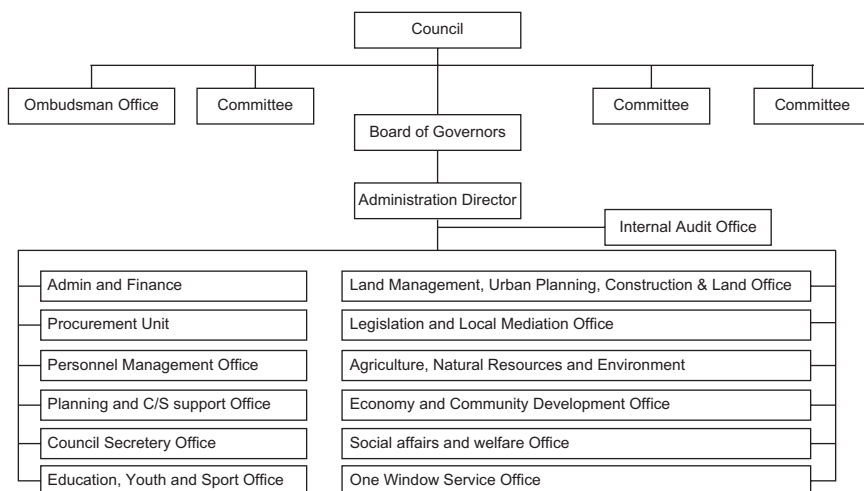 Council
Ombudsman Office
Committee
Committee
Committee
Board of Governors
Administration Director
Internal Audit Office
Admin and Finance
Land Management, Urban Planning, Construction & Land Office
Procurement Unit
Legislation and Local Mediation Office
Personnel Management Office
Agriculture, Natural Resources and Environment
Planning and C/S support Office
Economy and Community Development Office
Council Secretery Office
Social affairs and welfare Office
Education, Youth and Sport Office
One Window Service Office